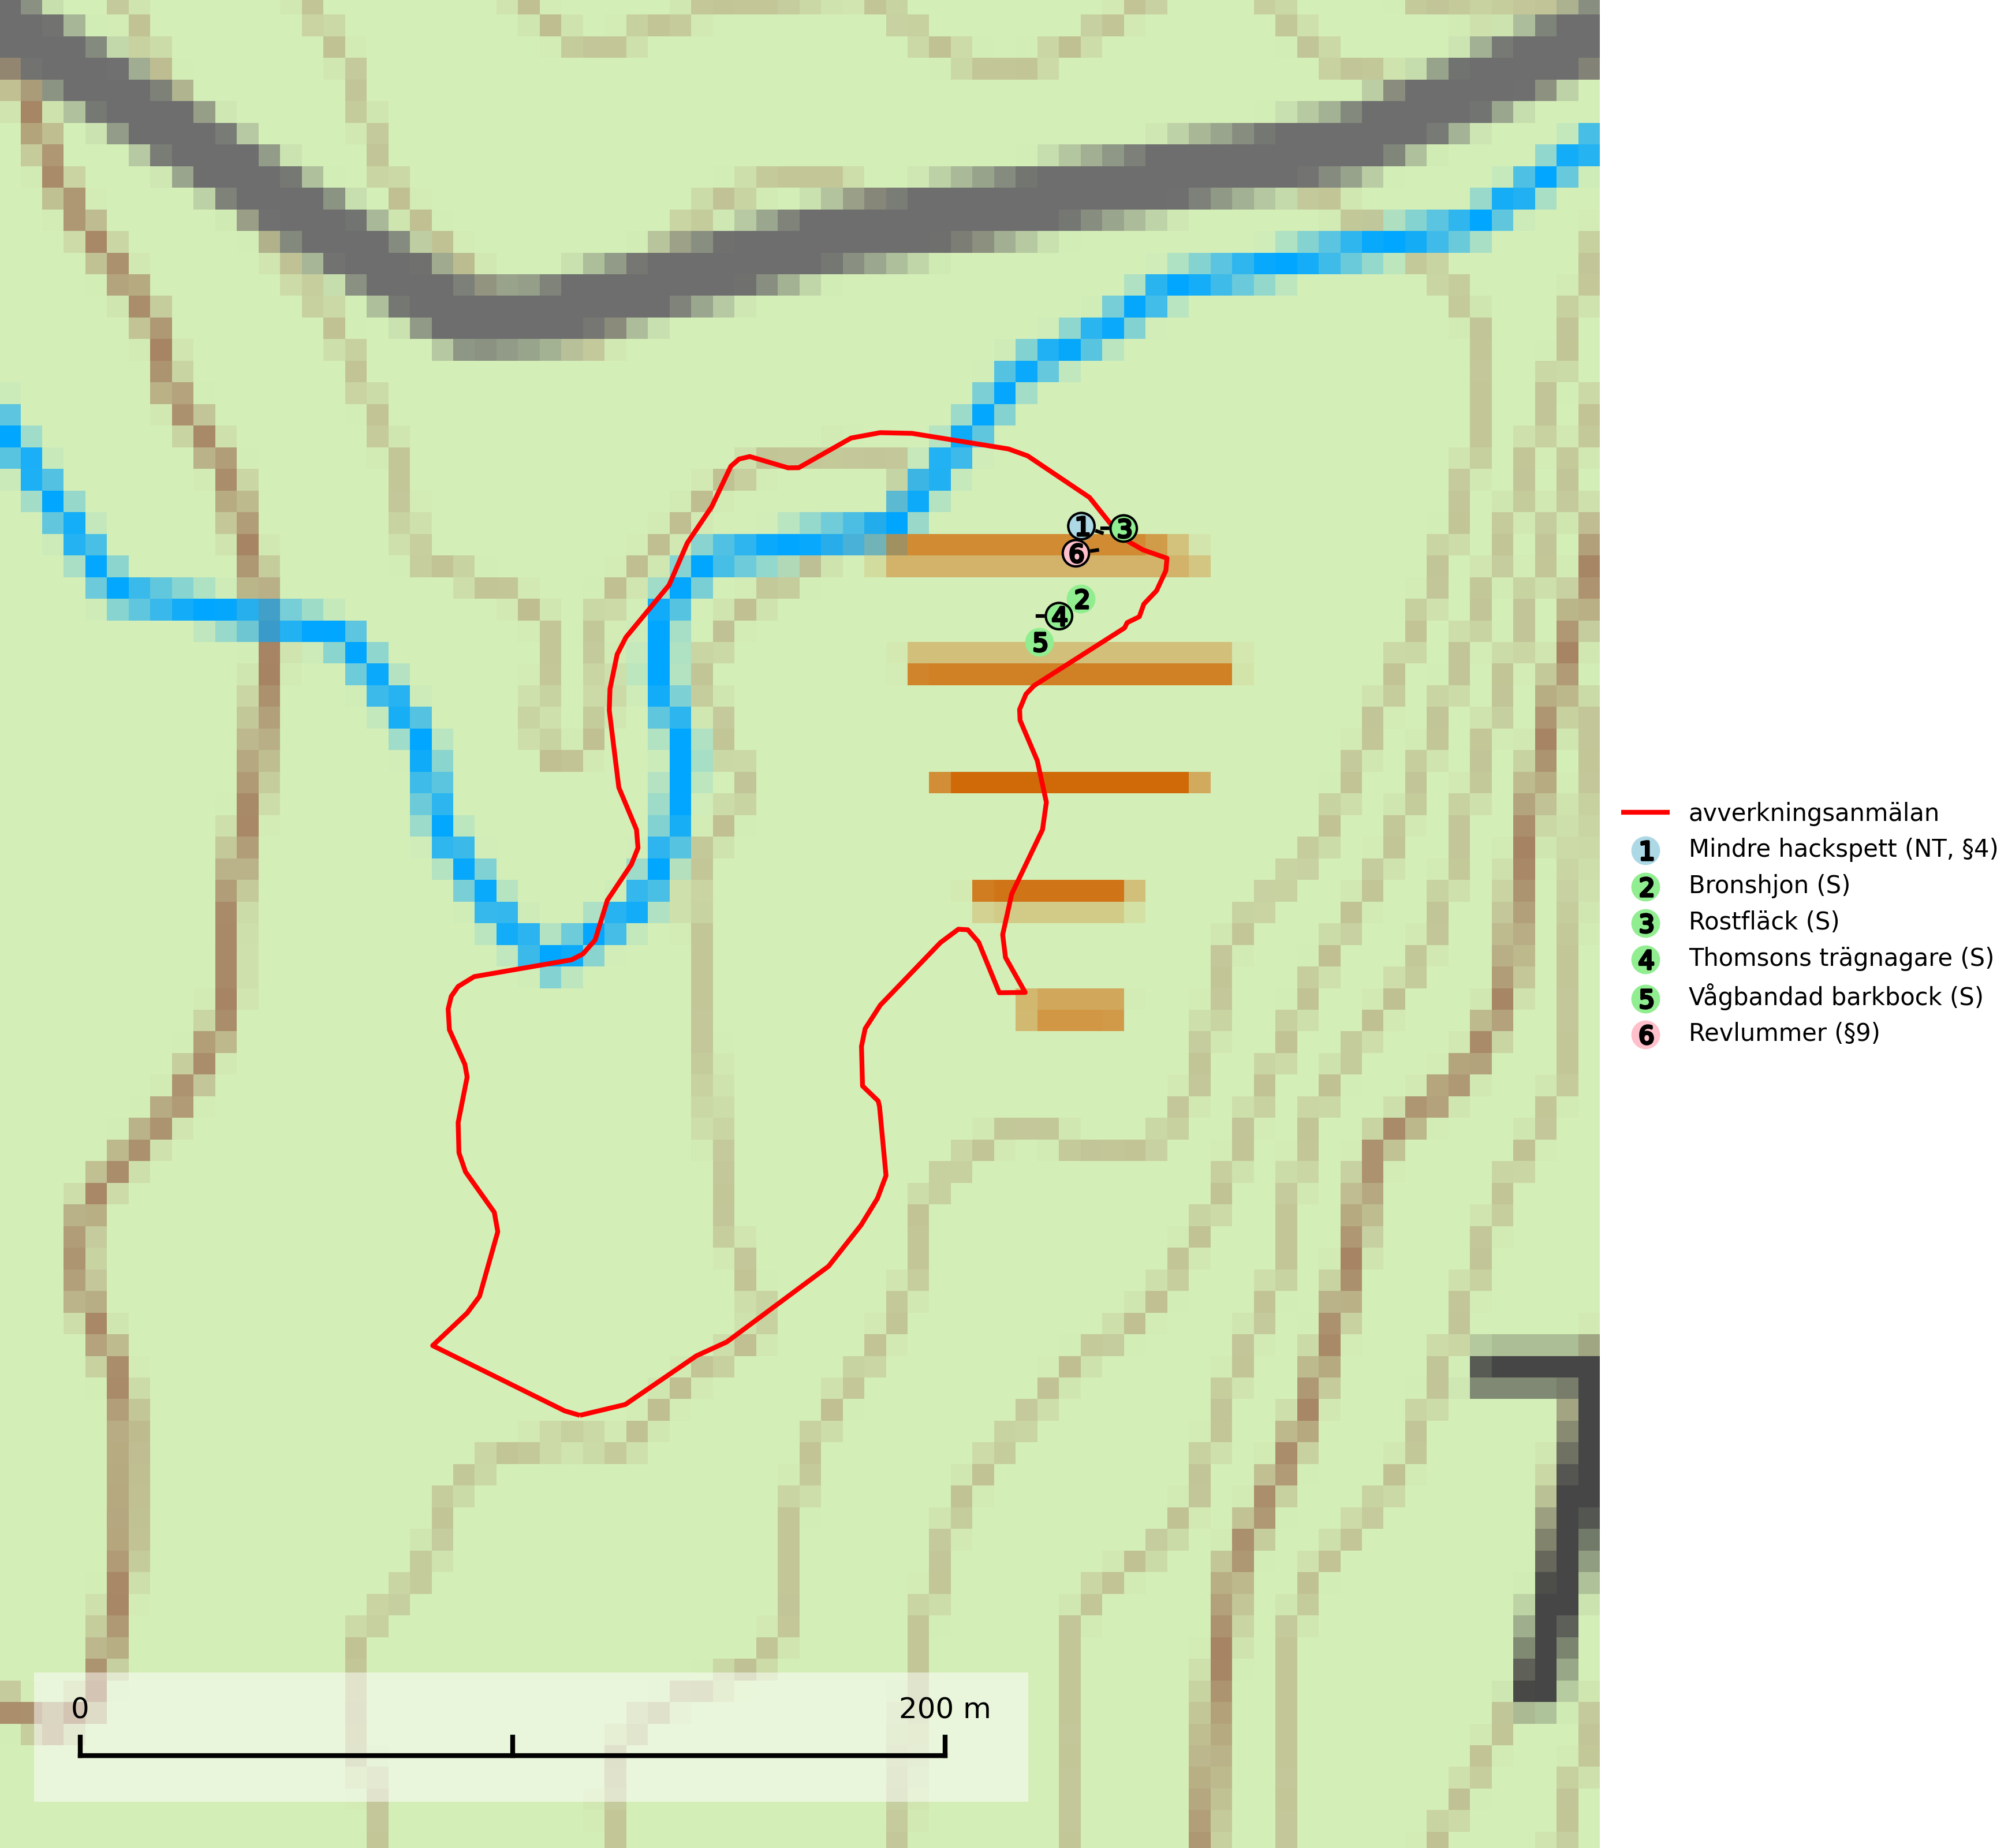 1
3
6
2
4
5
avverkningsanmälan
1 Mindre hackspett (NT, §4)
2 Bronshjon (S)
3 Rostfläck (S)
4 Thomsons trägnagare (S)
5 Vågbandad barkbock (S)
6 Revlummer (§9)
0 200 m